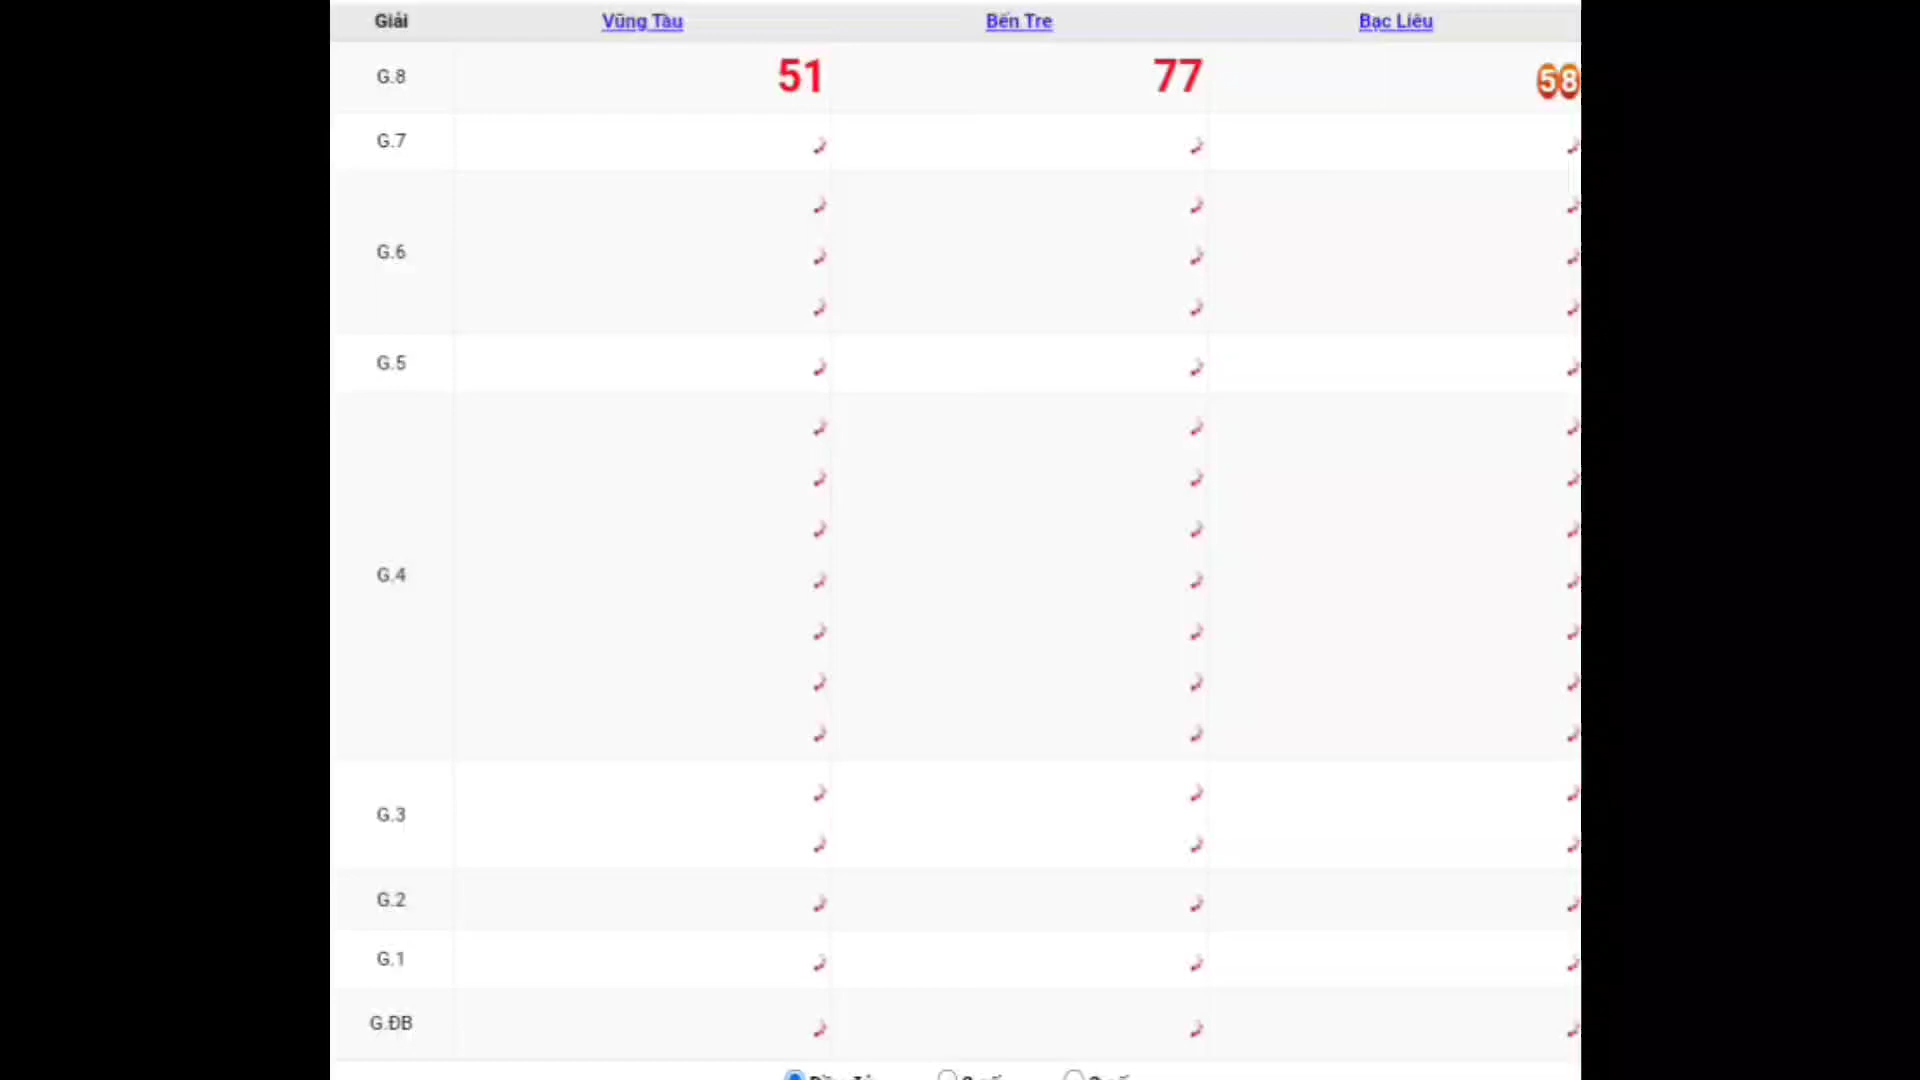 Giải Vũng Tàu Bến Tre Bạc Liêu
G.8 51 77 58
G.7
G.6
G.5
G.4
G.3
G.2
G.1
G.ĐB